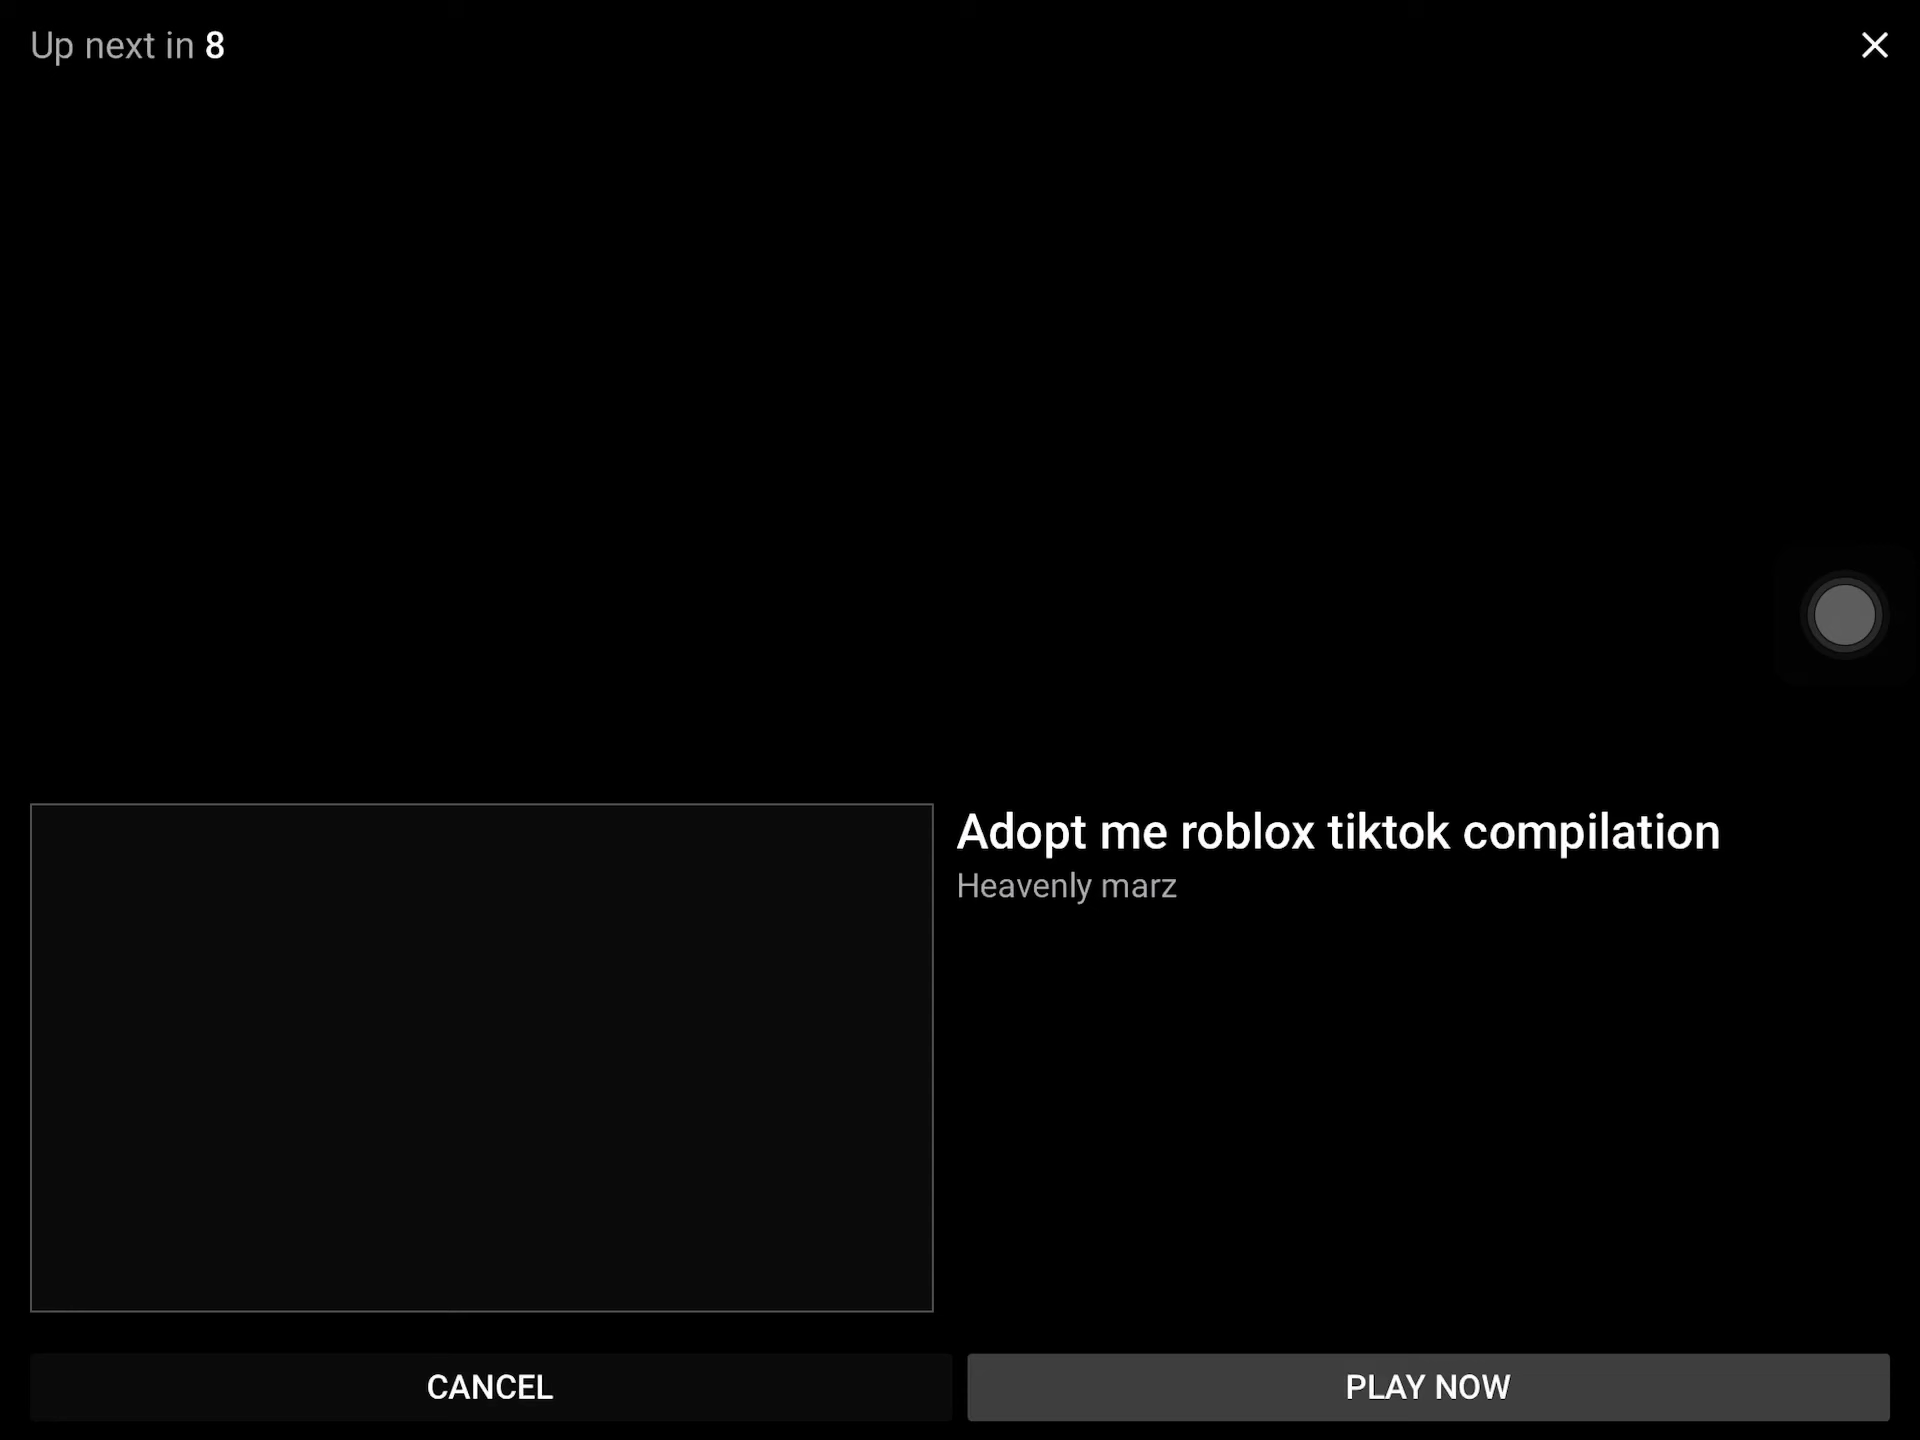 Up next in 8
Adopt me roblox tiktok compilation
Heavenly marz
CANCEL
PLAY NOW